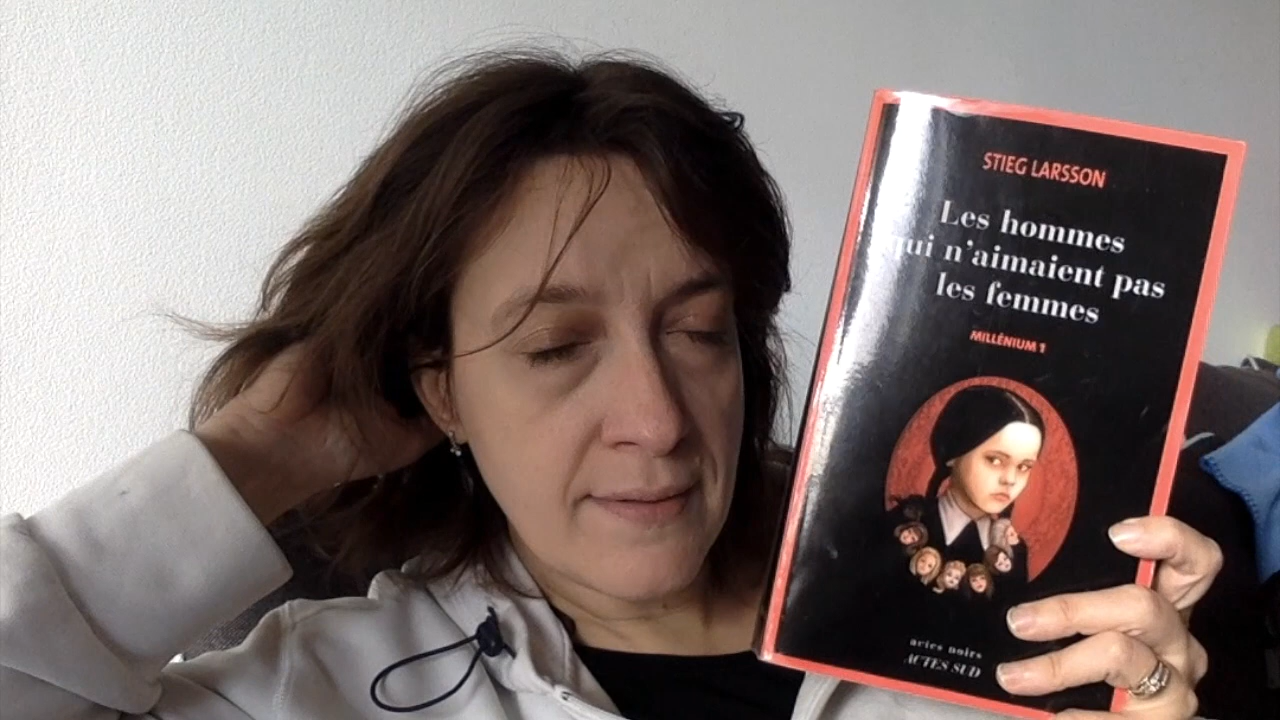 STIEG LARSSON
Les hommes
qui n'aimaient pas
les femmes
MILLÉNIUM 1
actes noirs
ACTES SUD